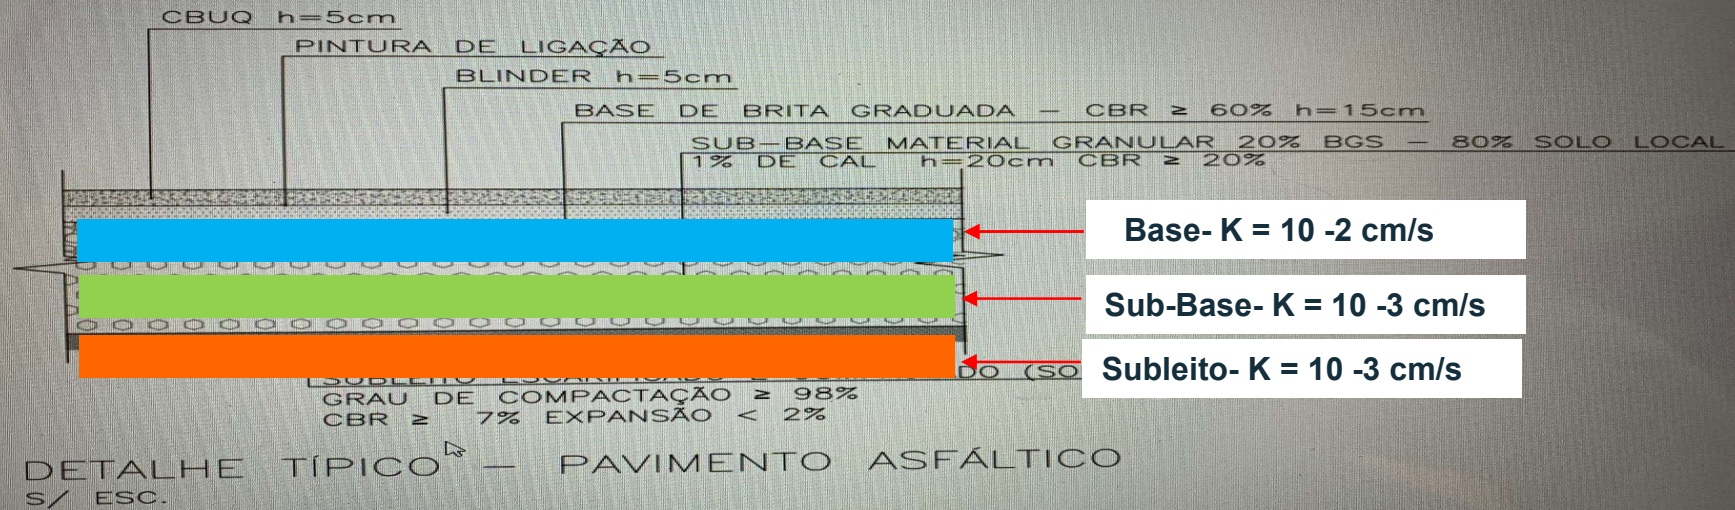 CBUQ h=5cm
PINTURA DE LIGAÇÃO
BLINDER h=5cm
BASE DE BRITA GRADUADA – CBR ≥ 60% h=15cm
SUB–BASE MATERIAL GRANULAR 20% BGS – 80% SOLO LOCAL
1% DE CAL h=20cm CBR ≥ 20%
Base- K = 10 -2 cm/s
Sub-Base- K = 10 -3 cm/s
Subleito- K = 10 -3 cm/s
SUBLEITO
GRAU DE COMPACTAÇÃO ≥ 98%
CBR ≥ 7% EXPANSÃO < 2%
DETALHE TÍPICO – PAVIMENTO ASFÁLTICO
S/ ESC.